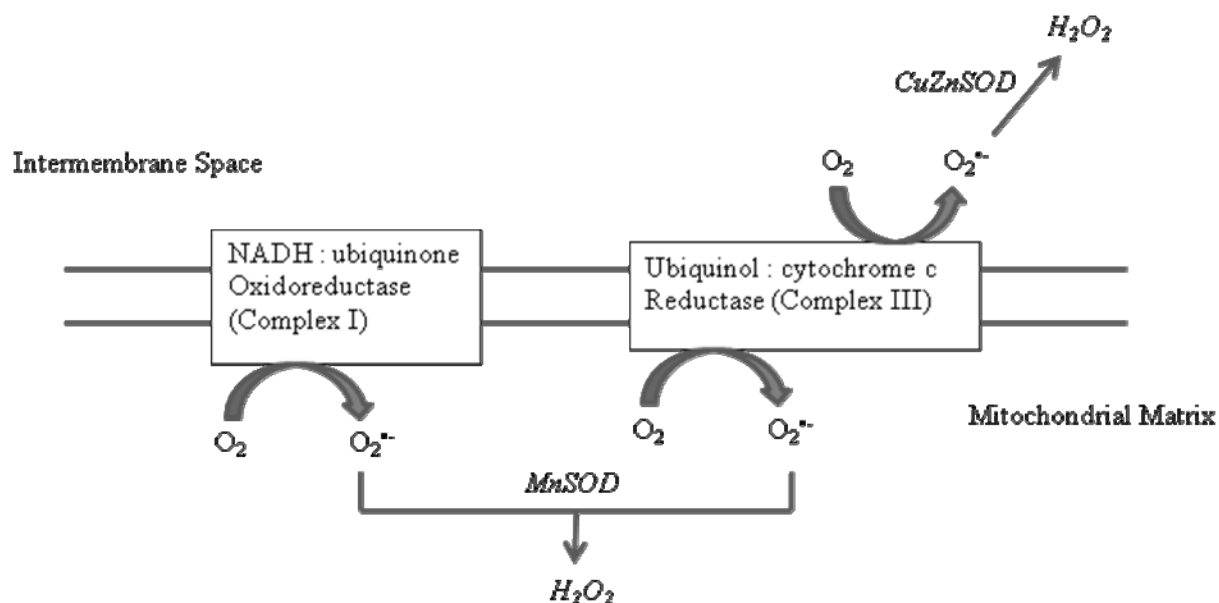 H₂O₂
CuZnSOD
Intermembrane Space
O₂ O₂•-
NADH : ubiquinone
Oxidoreductase
(Complex I)
Ubiquinol : cytochrome c
Reductase (Complex III)
O₂ O₂•- O₂ O₂•-
Mitochondrial Matrix
MnSOD
H₂O₂